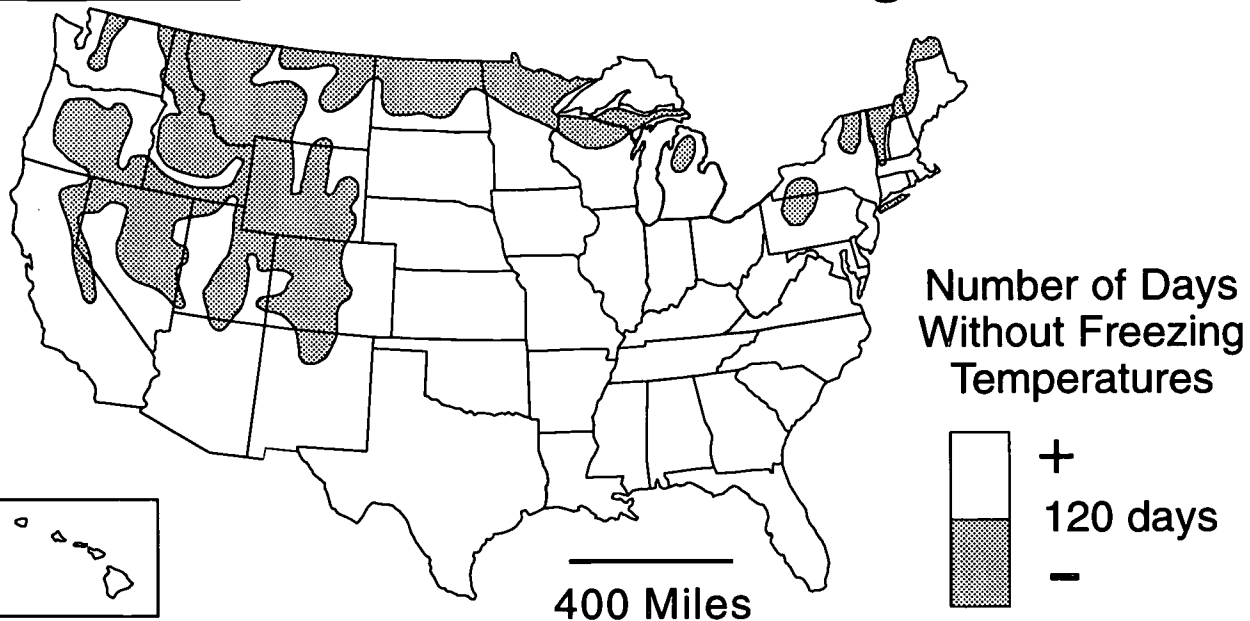 Number of Days
Without Freezing
Temperatures
+
120 days
−
400 Miles